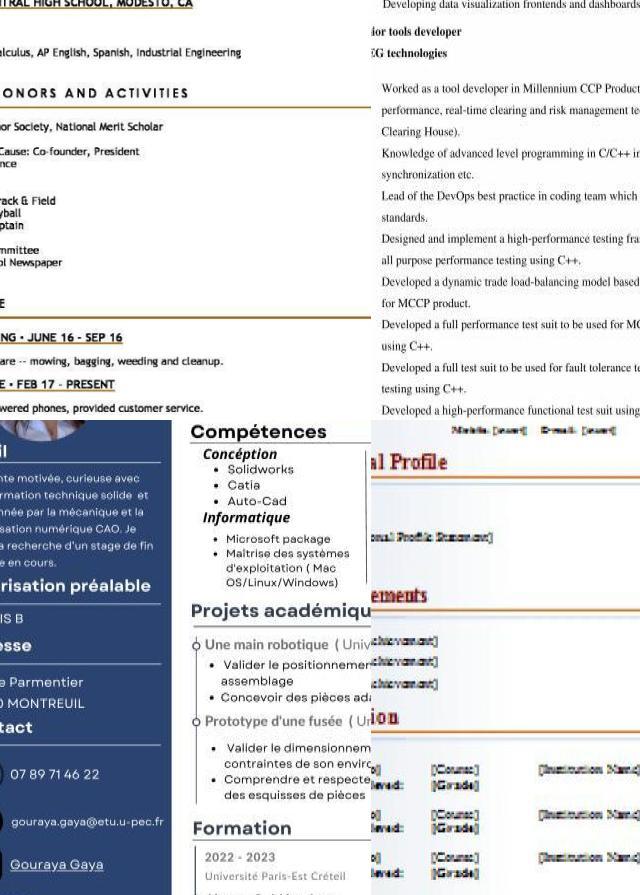 NTRAL HIGH SCHOOL, MODESTO, CA
alculus, AP English, Spanish, Industrial Engineering
ONORS AND ACTIVITIES
or Society, National Merit Scholar
Cause: Co-founder, President
nce
rack & Field
yball
ptain
mmittee
ol Newspaper
E
NG • JUNE 16 - SEP 16
are -- mowing, bagging, weeding and cleanup.
E • FEB 17 - PRESENT
wered phones, provided customer service.
Developing data visualization frontends and dashboards
ior tools developer
EG technologies
Worked as a tool developer in Millennium CCP Product
performance, real-time clearing and risk management te
Clearing House).
Knowledge of advanced level programming in C/C++ in
synchronization etc.
Lead of the DevOps best practice in coding team which
standards.
Designed and implement a high-performance testing fra
all purpose performance testing using C++.
Developed a dynamic trade load-balancing model based
for MCCP product.
Developed a full performance test suit to be used for MC
using C++.
Developed a full test suit to be used for fault tolerance te
testing using C++.
Developed a high-performance functional test suit using
il
nte motivée, curieuse avec
rmation technique solide et
nnée par la mécanique et la
sation numérique CAO. Je
a recherche d'un stage de fin
e en cours.
risation préalable
IS B
esse
e Parmentier
0 MONTREUIL
tact
07 89 71 46 22
gouraya.gaya@etu.u-pec.fr
Gouraya Gaya
Compétences
Concéption
• Solidworks
• Catia
• Auto-Cad
Informatique
• Microsoft package
• Maîtrise des systèmes
d'exploitation ( Mac
OS/Linux/Windows)
Projets académiqu
Une main robotique ( Univ
• Valider le positionnemer
assemblage
• Concevoir des pièces ada
Prototype d'une fusée ( Un
• Valider le dimensionnem
contraintes de son enviro
• Comprendre et respecte
des esquisses de pièces
Formation
2022 - 2023
Université Paris-Est Créteil
Mobile: [insert] E-mail: [insert]
al Profile
onal Profile Statement]
ements
chievement]
chievement]
chievement]
ion
[Course] [Institution Name]
ieved: [Grade]
[Course] [Institution Name]
ieved: [Grade]
[Course] [Institution Name]
ieved: [Grade]